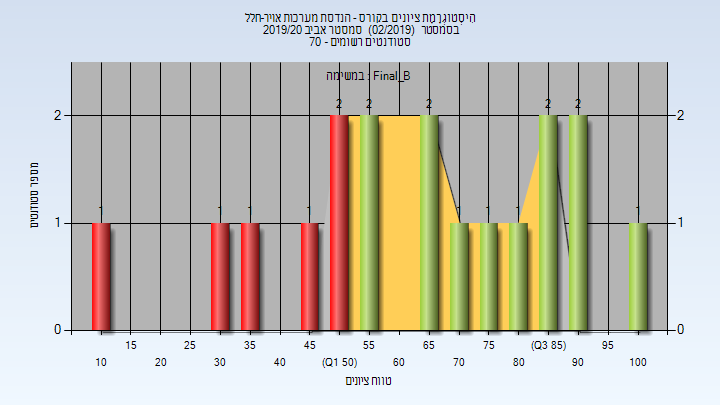 היסטוגרמת ציונים בקורס - הנדסת מערכות אויר-חלל
בסמסטר (02/2019) סמסטר אביב 2019/20
סטודנטים רשומים - 70
במשימה : Final_B
מספר סטודנטים
2 2 2 2 2 2 2
1 1 1 1 1 1 1 1 1 1
0 0
15 25 35 45 55 65 75 (Q3 85) 95
10 20 30 40 (Q1 50) 60 70 80 90 100
טווח ציונים